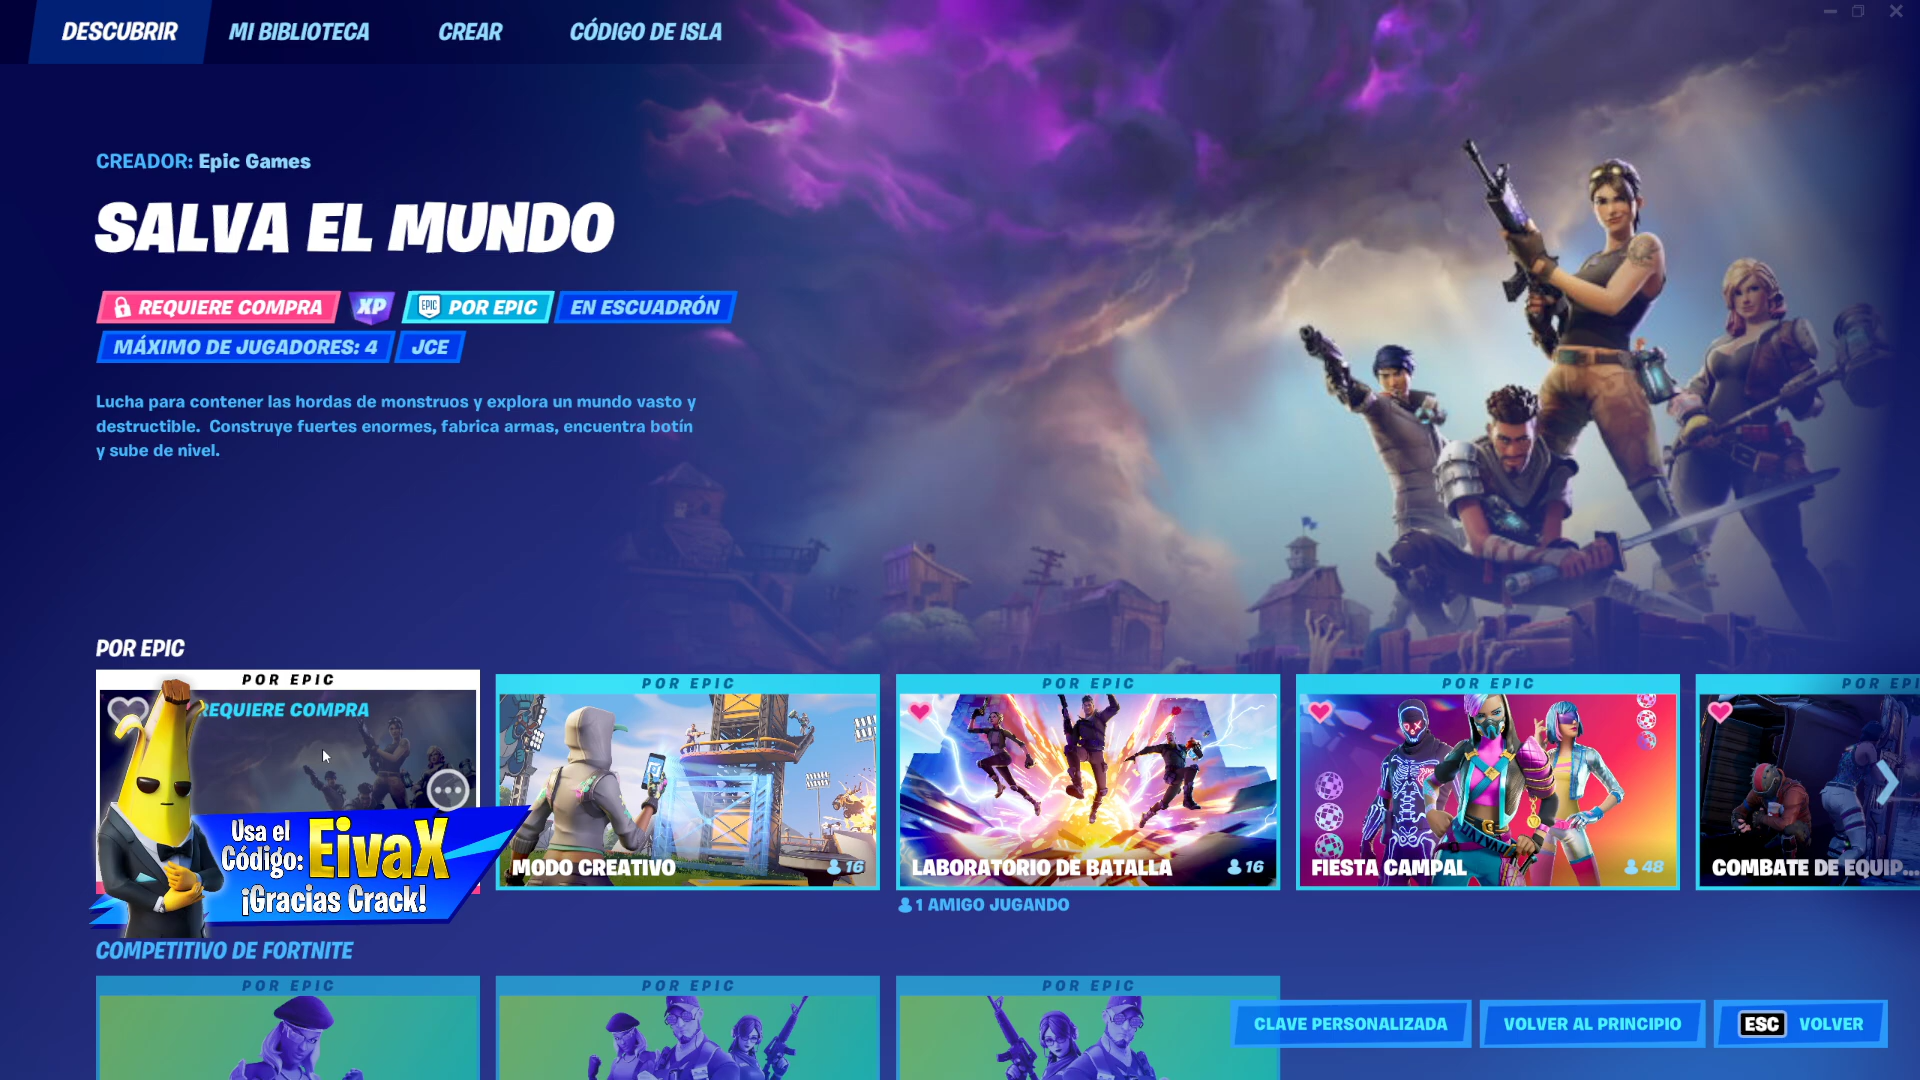 DESCUBRIR
MI BIBLIOTECA
CREAR
CÓDIGO DE ISLA
CREADOR: Epic Games
SALVA EL MUNDO
REQUIERE COMPRA
XP
EPIC
POR EPIC
EN ESCUADRÓN
MÁXIMO DE JUGADORES: 4
JCE
Lucha para contener las hordas de monstruos y explora un mundo vasto y
destructible. Construye fuertes enormes, fabrica armas, encuentra botín
y sube de nivel.
POR EPIC
POR EPIC
REQUIERE COMPRA
Usa el
Código: EivaX
¡Gracias Crack!
POR EPIC
MODO CREATIVO
16
POR EPIC
LABORATORIO DE BATALLA
16
1 AMIGO JUGANDO
POR EPIC
FIESTA CAMPAL
48
POR EPI
COMBATE DE EQUIP...
COMPETITIVO DE FORTNITE
POR EPIC
POR EPIC
POR EPIC
CLAVE PERSONALIZADA
VOLVER AL PRINCIPIO
ESC VOLVER